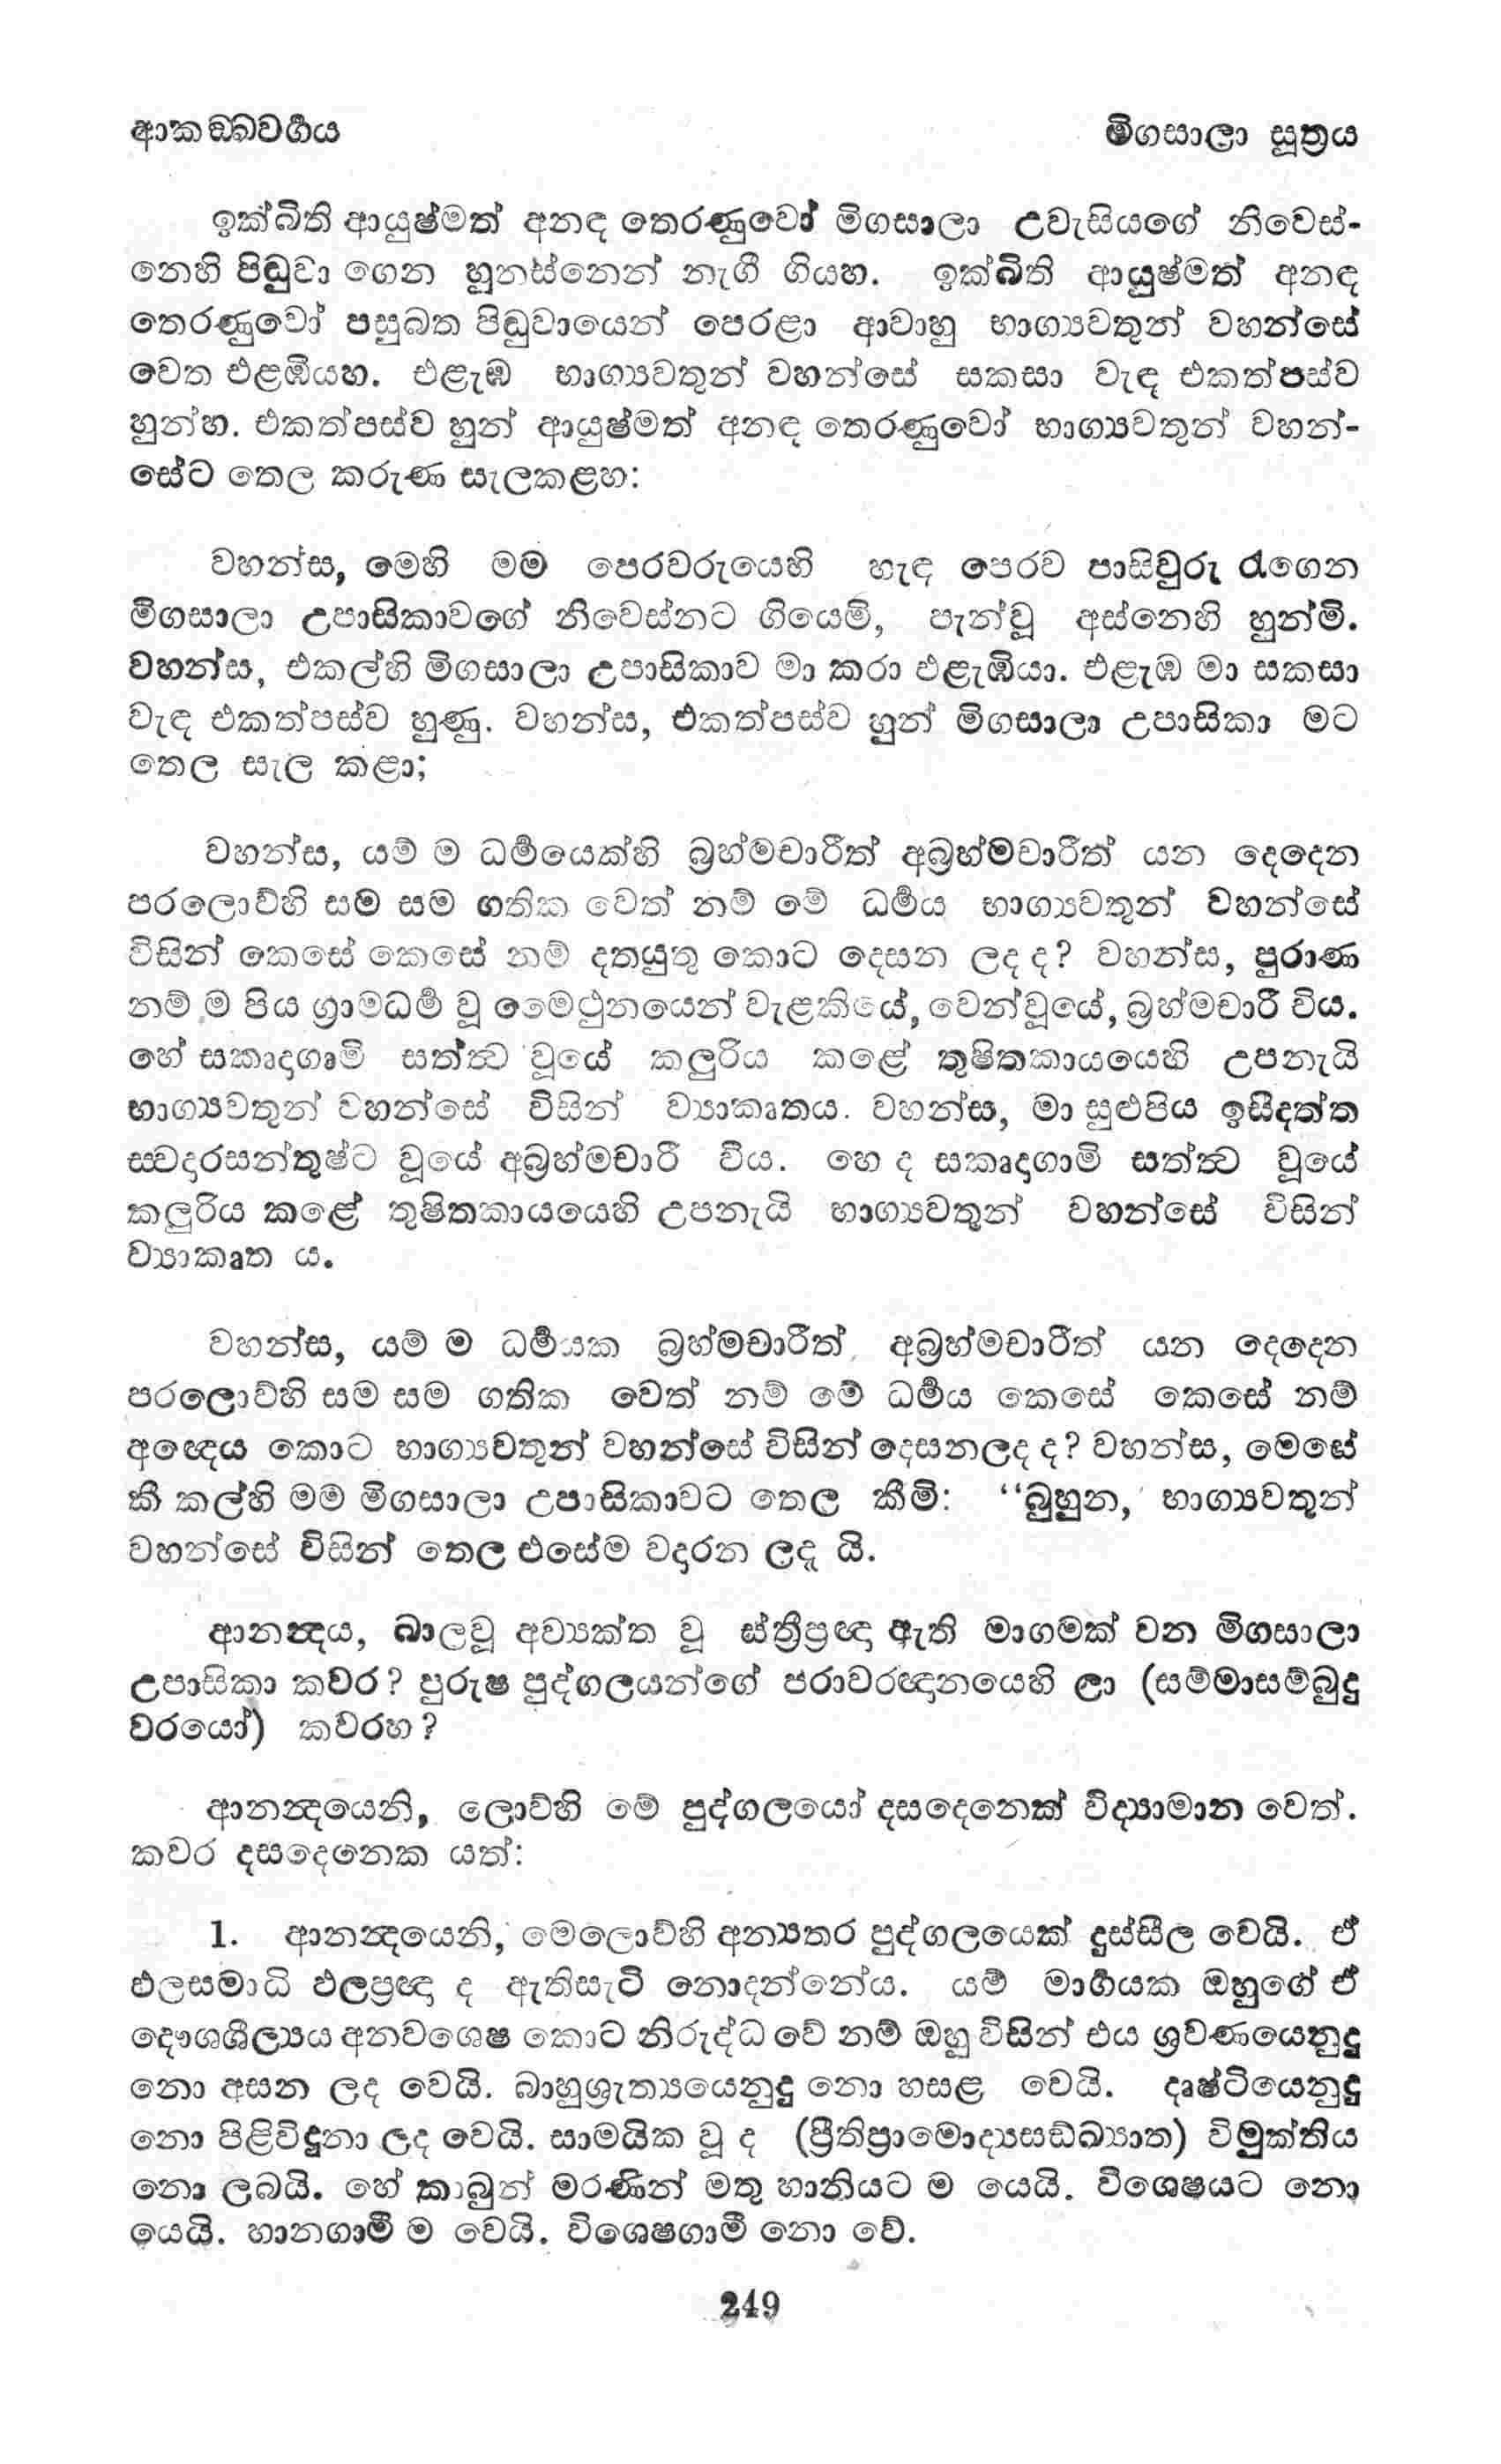 ආකඞ්ඛවර්‍ගය
මිගසාලා සූත්‍රය
ඉක්බිති ආයුෂ්මත් අනඳ තෙරණුවෝ මිගසාලා උවැසියගේ නිවෙස්-
නෙහි පිඬුවා ගෙන හුනස්නෙන් නැගී ගියහ. ඉක්බිති ආයුෂ්මත් අනඳ
තෙරණුවෝ පසුබත පිඬුවායෙන් පෙරළා ආවාහු භාග්‍යවතුන් වහන්සේ
වෙත එළඹියහ. එළැඹ භාග්‍යවතුන් වහන්සේ සකසා වැඳ එකත්පස්ව
හුන්හ. එකත්පස්ව හුන් ආයුෂ්මත් අනඳ තෙරණුවෝ භාග්‍යවතුන් වහන්-
සේට තෙල කරුණ සැලකළහ:
වහන්ස, මෙහි මම පෙරවරුයෙහි හැඳ පෙරව පාසිවුරු රැගෙන
මිගසාලා උපාසිකාවගේ නිවෙස්නට ගියෙමි, පැන්වූ අස්නෙහි හුන්මි.
වහන්ස, එකල්හි මිගසාලා උපාසිකාව මා කරා එළැඹියා. එළැඹ මා සකසා
වැඳ එකත්පස්ව හුණු. වහන්ස, එකත්පස්ව හුන් මිගසාලා උපාසිකා මට
තෙල සැල කළා;
වහන්ස, යම් ම ධර්‍මයෙක්හි බ්‍රහ්මචාරීත් අබ්‍රහ්මචාරීත් යන දෙදෙන
පරලොව්හි සම සම ගතික වෙත් නම් මේ ධර්‍මය භාග්‍යවතුන් වහන්සේ
විසින් කෙසේ කෙසේ නම් දතයුතු කොට දෙසන ලද ද? වහන්ස, පුරාණ
නම් ම පිය ග්‍රාමධර්‍ම වූ මෛථුනයෙන් වැළකියේ, වෙන්වූයේ, බ්‍රහ්මචාරී විය.
හේ සකෘදාගාමි සත්ත්‍ව වූයේ කලුරිය කළේ තුෂිතකායයෙහි උපනැයි
භාග්‍යවතුන් වහන්සේ විසින් ව්‍යාකෘතය. වහන්ස, මා සුළුපිය ඉසිදත්ත
ස්වදාරසන්තුෂ්ට වූයේ අබ්‍රහ්මචාරී විය. හෙ ද සකෘදාගාමි සත්ත්‍ව වූයේ
කලුරිය කළේ තුෂිතකායයෙහි උපනැයි භාග්‍යවතුන් වහන්සේ විසින්
ව්‍යාකෘත ය.
වහන්ස, යම් ම ධර්‍මයක බ්‍රහ්මචාරීත්, අබ්‍රහ්මචාරීත් යන දෙදෙන
පරලොව්හි සම සම ගතික වෙත් නම් මේ ධර්‍මය කෙසේ කෙසේ නම්
අඥෙය කොට භාග්‍යවතුන් වහන්සේ විසින් දෙසනලද ද? වහන්ස, මෙසේ
කී කල්හි මම මිගසාලා උපාසිකාවට තෙල කීමි: “බුහුන, භාග්‍යවතුන්
වහන්සේ විසින් තෙල එසේම වදාරන ලදැ යි.
ආනන්‍දය, බාලවූ අව්‍යක්ත වූ ස්ත්‍රීප්‍රඥා ඇති මාගමක් වන මිගසාලා
උපාසිකා කවර? පුරුෂ පුද්ගලයන්ගේ පරාවරඥානයෙහි ලා (සම්මාසම්බුදු
වරයෝ) කවරහ?
ආනන්‍දයෙනි, ලොව්හි මේ පුද්ගලයෝ දසදෙනෙක් විද්‍යාමාන වෙත්.
කවර දසදෙනෙක යත්:
1. ආනන්‍දයෙනි, මෙලොව්හි අන්‍යතර පුද්ගලයෙක් දුස්සීල වෙයි. ඒ
ඵලසමාධි ඵලප්‍රඥා ද ඇතිසැටි නොදන්නේය. යම් මාර්‍ගයක ඔහුගේ ඒ
දෞශශීල්‍යය අනවශෙෂ කොට නිරුද්ධ වේ නම් ඔහු විසින් එය ශ්‍රවණයෙනුදු
නො අසන ලද වෙයි. බාහුශ්‍රැත්‍යයෙනුදු නො හසළ වෙයි. දෘෂ්ටියෙනුදු
නො පිළිවිදුනා ලද වෙයි. සාමයික වූ ද (ප්‍රීතිප්‍රාමොද්‍යසඞ්ඛ්‍යාත) විමුක්තිය
නො ලබයි. හේ කාබුන් මරණින් මතු හානියට ම යෙයි. විශෙෂයට නො
යෙයි. හානගාමී ම වෙයි. විශෙෂගාමී නො වේ.
249